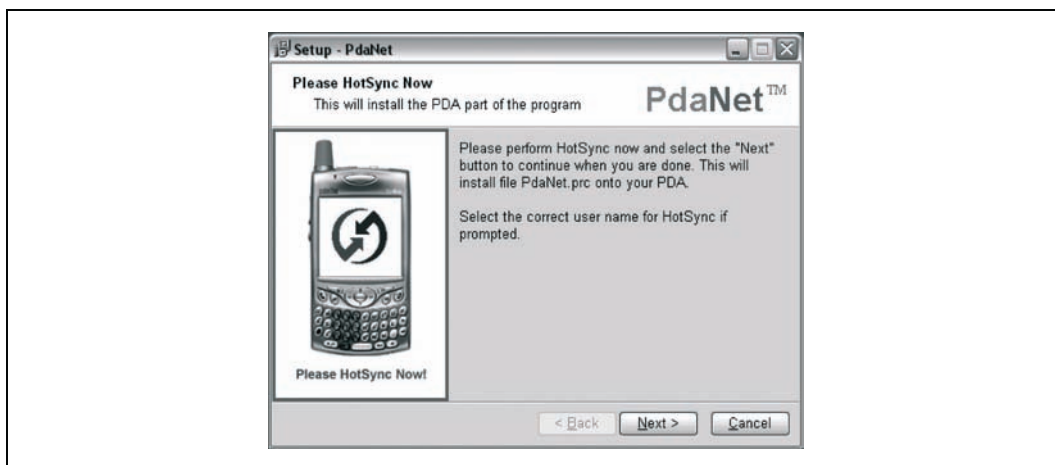 Setup - PdaNet
Please HotSync Now
This will install the PDA part of the program
PdaNet™
Please perform HotSync now and select the "Next"
button to continue when you are done. This will
install file PdaNet.prc onto your PDA.
Select the correct user name for HotSync if
prompted.
Please HotSync Now!
< Back
Next >
Cancel